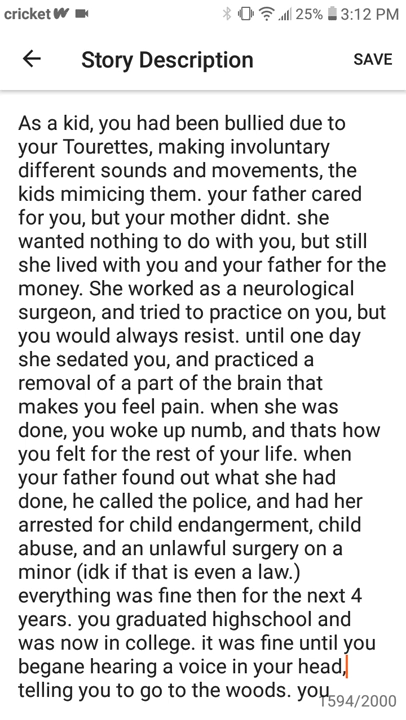 cricket 25% 3:12 PM
Story Description SAVE
As a kid, you had been bullied due to
your Tourettes, making involuntary
different sounds and movements, the
kids mimicing them. your father cared
for you, but your mother didnt. she
wanted nothing to do with you, but still
she lived with you and your father for the
money. She worked as a neurological
surgeon, and tried to practice on you, but
you would always resist. until one day
she sedated you, and practiced a
removal of a part of the brain that
makes you feel pain. when she was
done, you woke up numb, and thats how
you felt for the rest of your life. when
your father found out what she had
done, he called the police, and had her
arrested for child endangerment, child
abuse, and an unlawful surgery on a
minor (idk if that is even a law.)
everything was fine then for the next 4
years. you graduated highschool and
was now in college. it was fine until you
begane hearing a voice in your head,
telling you to go to the woods. you
1594/2000